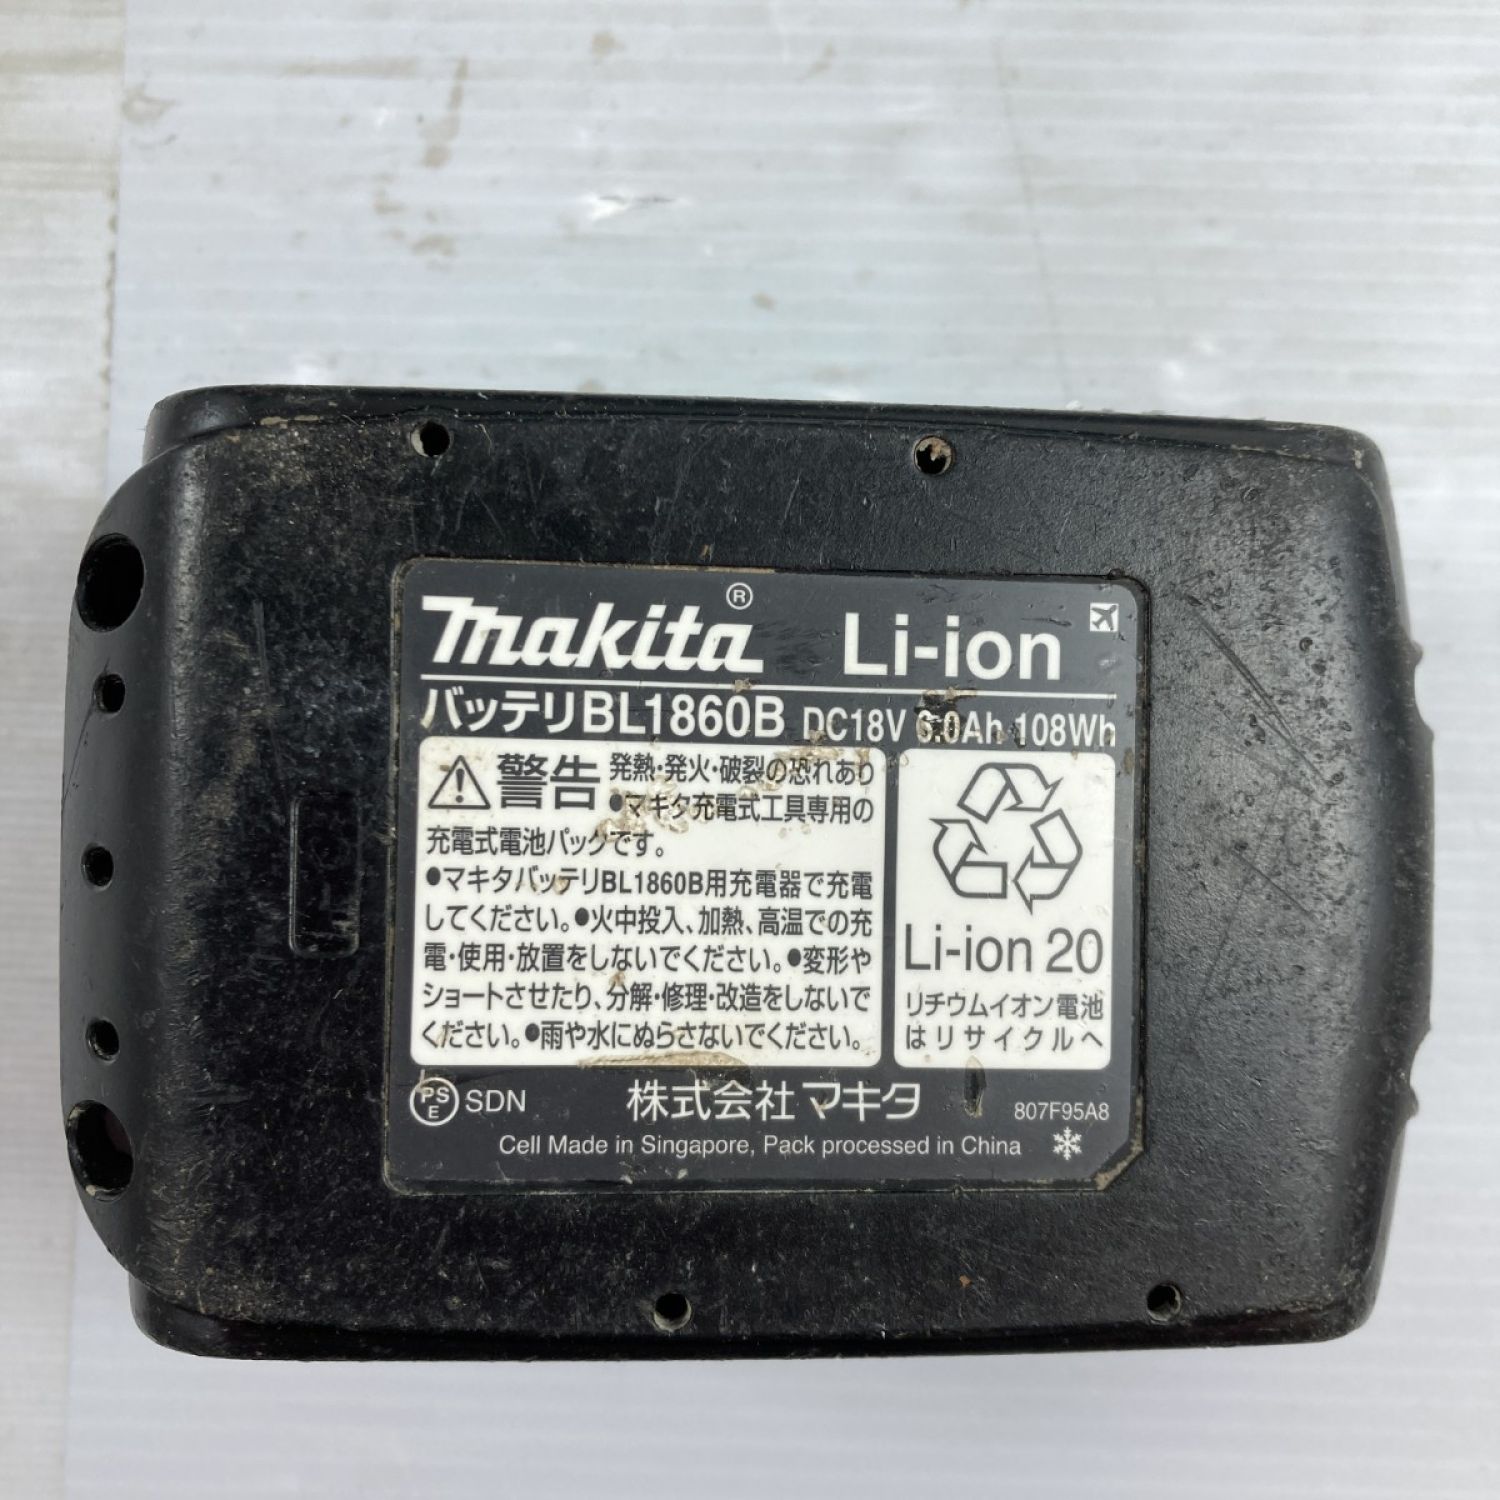 makita® Li-ion
バッテリBL1860B DC18V 6.0Ah 108Wh
警告 発熱・発火・破裂の恐れあり
●マキタ充電式工具専用の
充電式電池パックです。
●マキタバッテリBL1860B用充電器で充電
してください。●火中投入、加熱、高温での充
電・使用・放置をしないでください。●変形や
ショートさせたり、分解・修理・改造をしないで
ください。●雨や水にぬらさないでください。
Li-ion 20
リチウムイオン電池
はリサイクルへ
PS
E
SDN
株式会社マキタ
807F95A8
Cell Made in Singapore, Pack processed in China